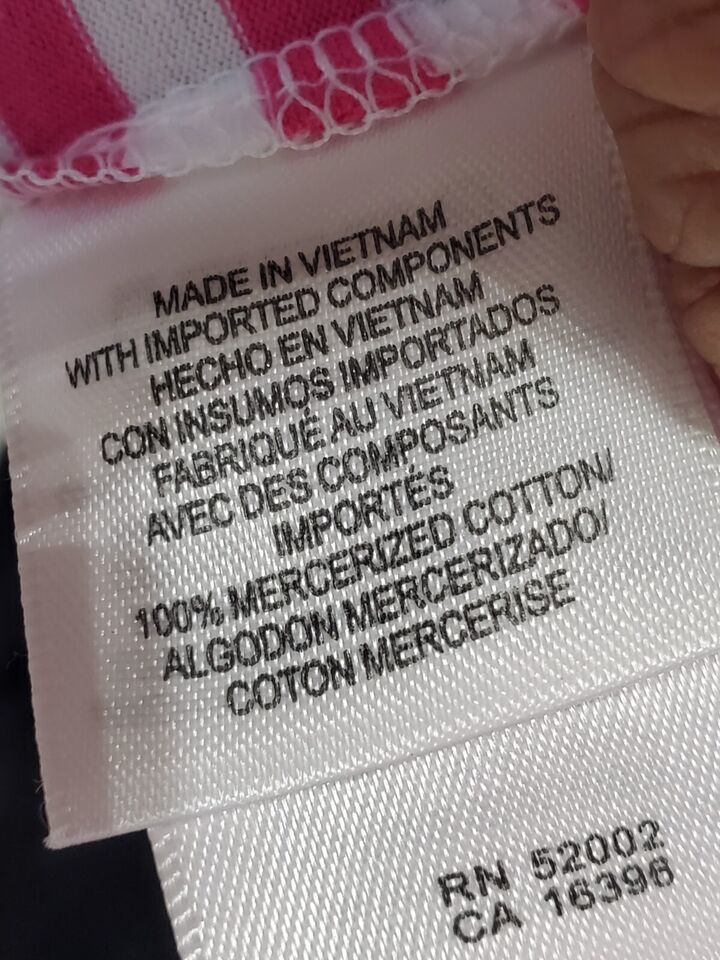 MADE IN VIETNAM
WITH IMPORTED COMPONENTS
HECHO EN VIETNAM
CON INSUMOS IMPORTADOS
FABRIQUÉ AU VIETNAM
AVEC DES COMPOSANTS
IMPORTÉS
100% MERCERIZED COTTON/
ALGODON MERCERIZADO/
COTON MERCERISE
RN 52002
CA 16396